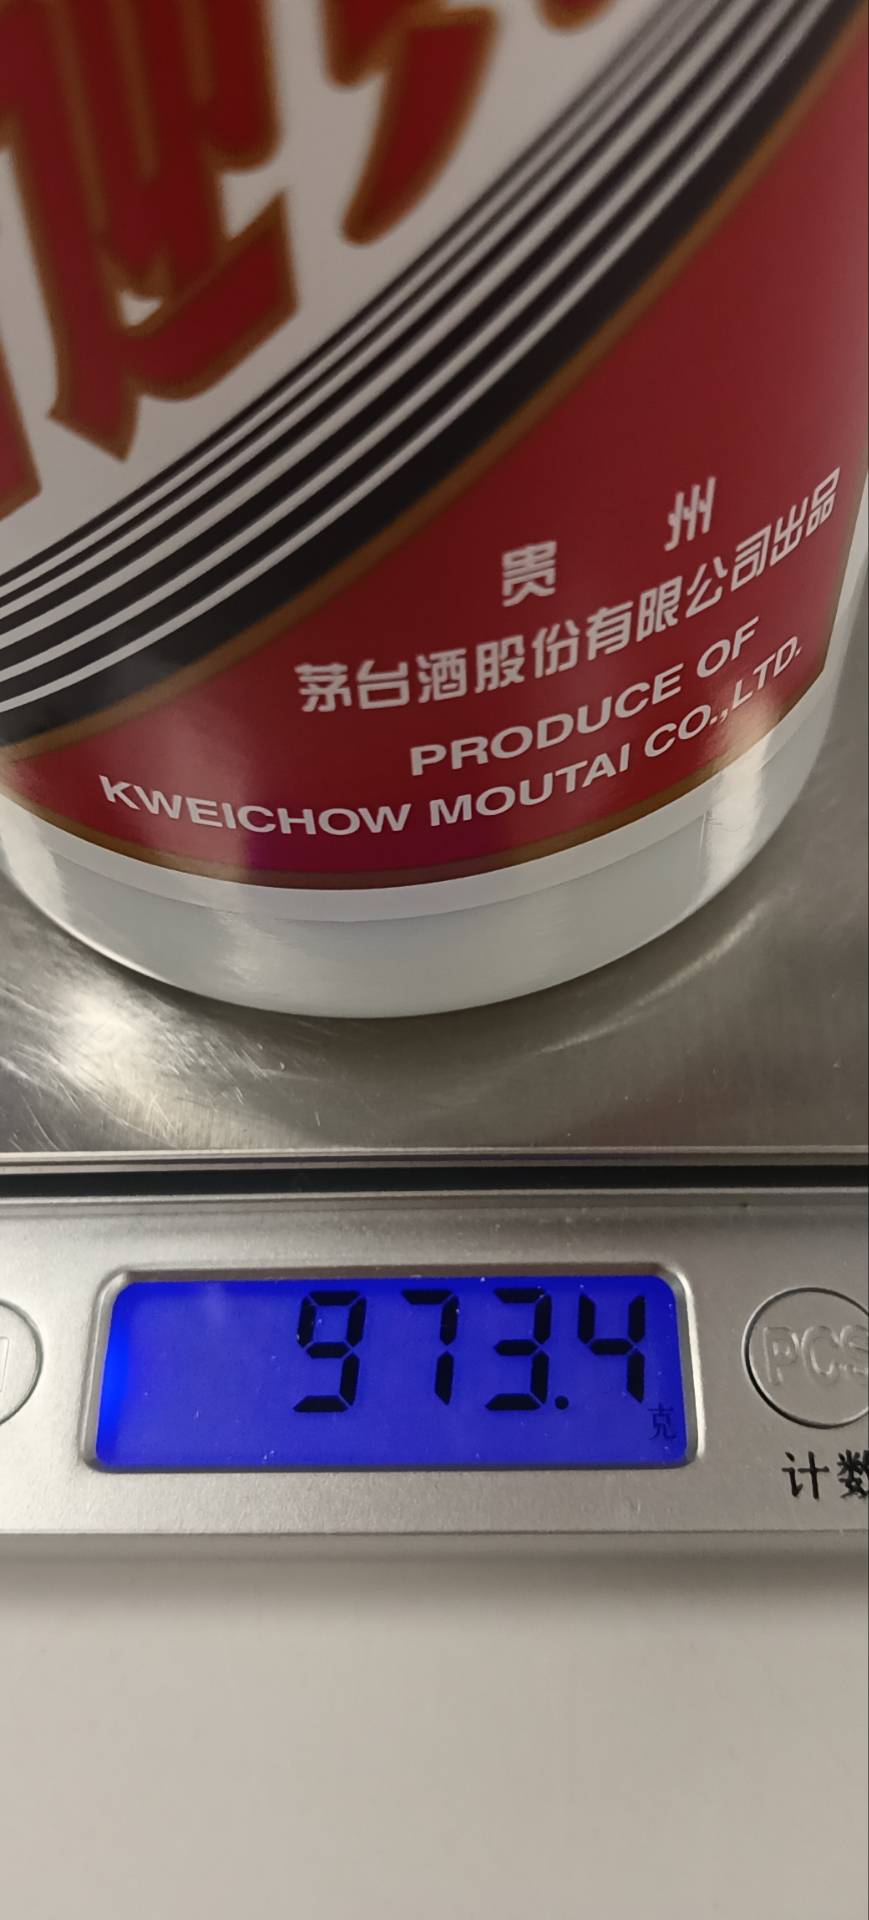 贵州
茅台酒股份有限公司出品
PRODUCE OF
KWEICHOW MOUTAI CO.,LTD.
973.4
克
PCS
计数